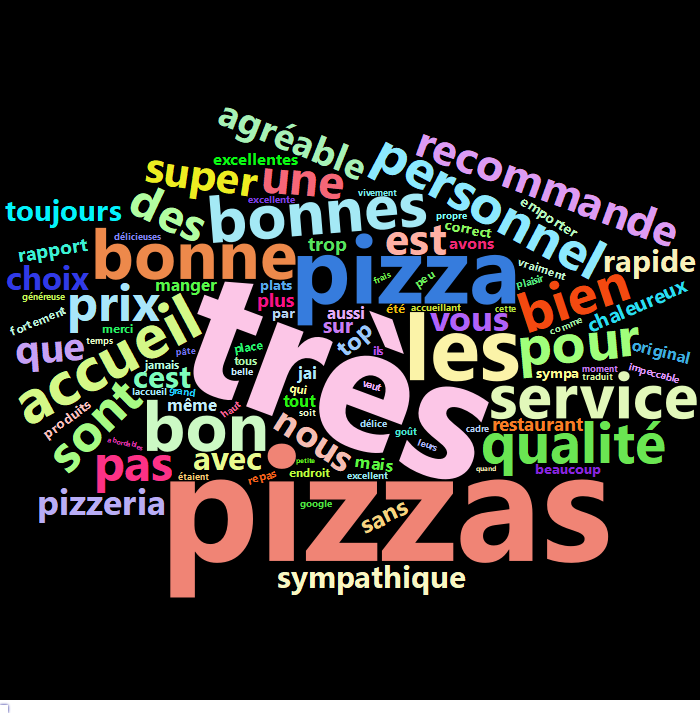 agréable
recommande
excellentes
super
une
personnel
vivement
excellente
toujours
des
bonnes
propre
emporter
correct
délicieuses
est
avons
rapport
bonne
trop
pizza
vraiment
rapide
choix
manger
plats
frais
peu
plaisir
bien
généreuse
prix
plus
par
aussi
été
accueillant
cette
chaleureux
fortement
merci
accueil
sur
vous
comme
que
temps
pâte
très
place
top
ils
les
pour
original
jamais
tous
belle
jai
vaut
sympa
moment
traduit
impeccable
cest
laccueil
grand
qui
tout
service
produits
sont
même
haut
soit
bon
nous
délice
goût
cadre
restaurant
abordables
leurs
qualité
pas
avec
petite
mais
quand
beaucoup
étaient
repas
endroit
excellent
pizzeria
pizzas
google
sans
sympathique